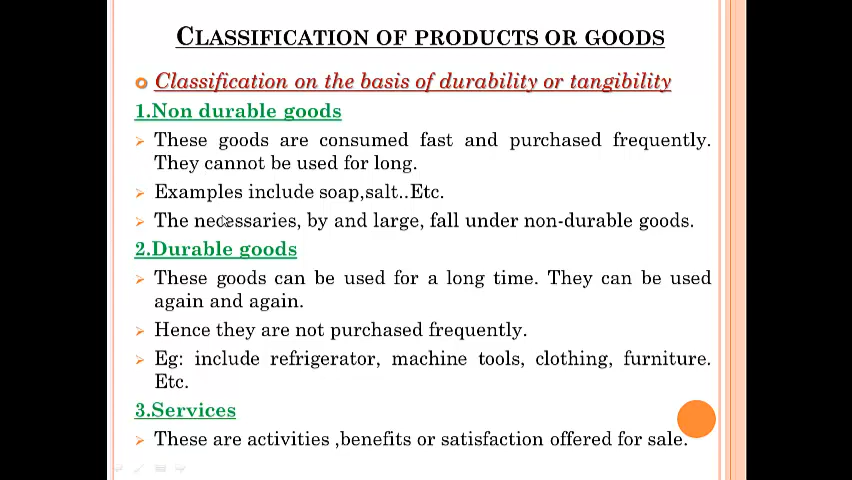 CLASSIFICATION OF PRODUCTS OR GOODS
Classification on the basis of durability or tangibility
1.Non durable goods
These goods are consumed fast and purchased frequently.
They cannot be used for long.
Examples include soap,salt..Etc.
The necessaries, by and large, fall under non-durable goods.
2.Durable goods
These goods can be used for a long time. They can be used
again and again.
Hence they are not purchased frequently.
Eg: include refrigerator, machine tools, clothing, furniture.
Etc.
3.Services
These are activities ,benefits or satisfaction offered for sale.